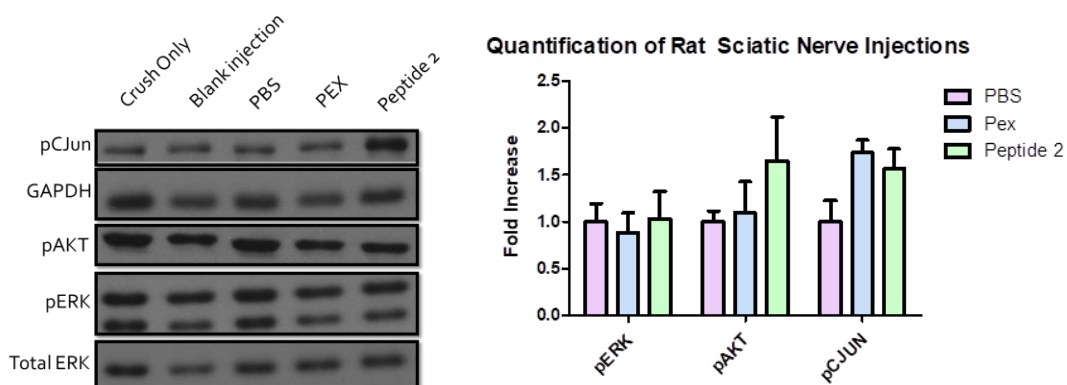 Crush Only
Blank injection
PBS
PEX
Peptide 2
pCJun
GAPDH
pAKT
pERK
Total ERK
Quantification of Rat Sciatic Nerve Injections
Fold Increase
2.5
2.0
1.5
1.0
0.5
0.0
pERK
pAKT
pCJUN
PBS
Pex
Peptide 2